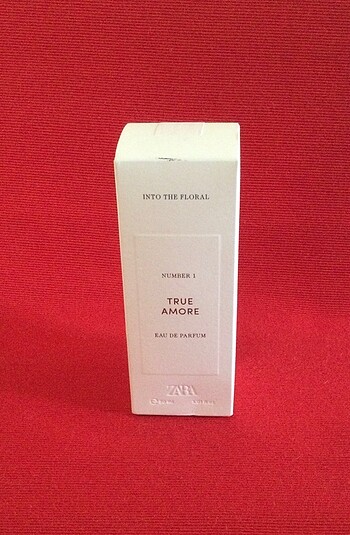 INTO THE FLORAL
NUMBER 1
TRUE
AMORE
EAU DE PARFUM
ZARA